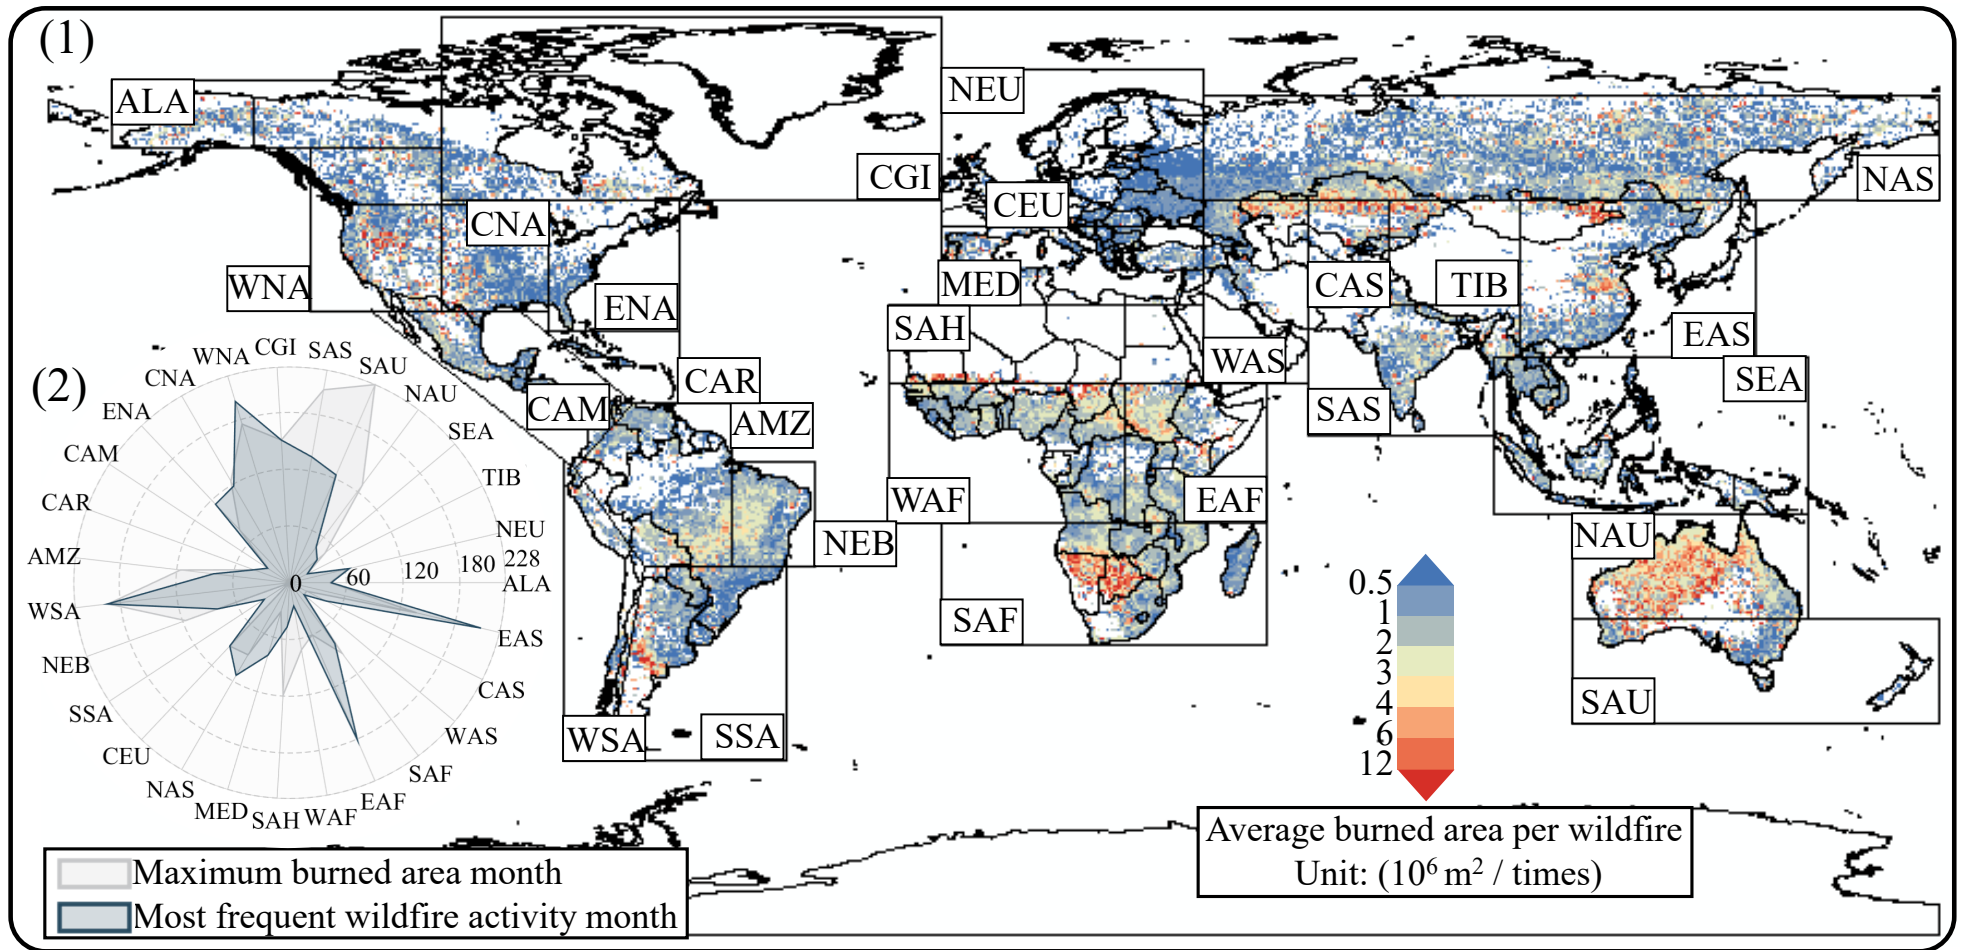 (1)
ALA
NEU
CGI
NAS
CEU
CNA
WNA
ENA
MED
CAS
TIB
SAH
WAS
EAS
SEA
CAR
CAM
AMZ
SAS
WAF
EAF
NEB
NAU
SAF
SAU
WSA
SSA
(2)
CGI
SAS
SAU
NAU
SEA
TIB
NEU
ALA
EAS
CAS
WAS
SAF
EAF
WAF
SAH
MED
NAS
CEU
SSA
NEB
WSA
AMZ
CAR
CAM
ENA
CNA
WNA
0
60
120
180
228
0.5
1
2
3
4
6
12
Average burned area per wildfire
Unit: (10⁶ m² / times)
Maximum burned area month
Most frequent wildfire activity month